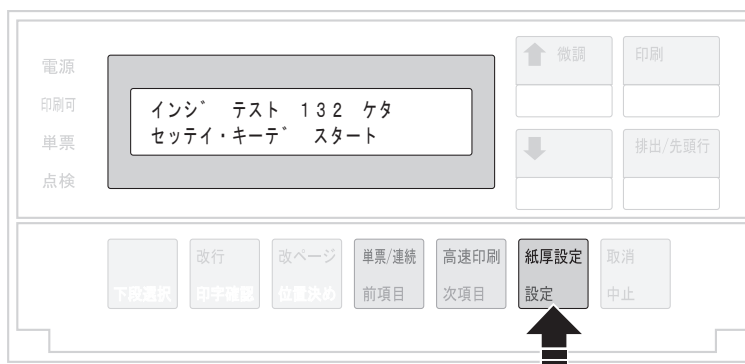 電源
印刷可
単票
点検
インジ テスト 132 ケタ
セッテイ・キーデ スタート
微調
印刷
排出/先頭行
改行
改ページ
単票/連続
高速印刷
紙厚設定
取消
下段選択
印字確認
位置決め
前項目
次項目
設定
中止